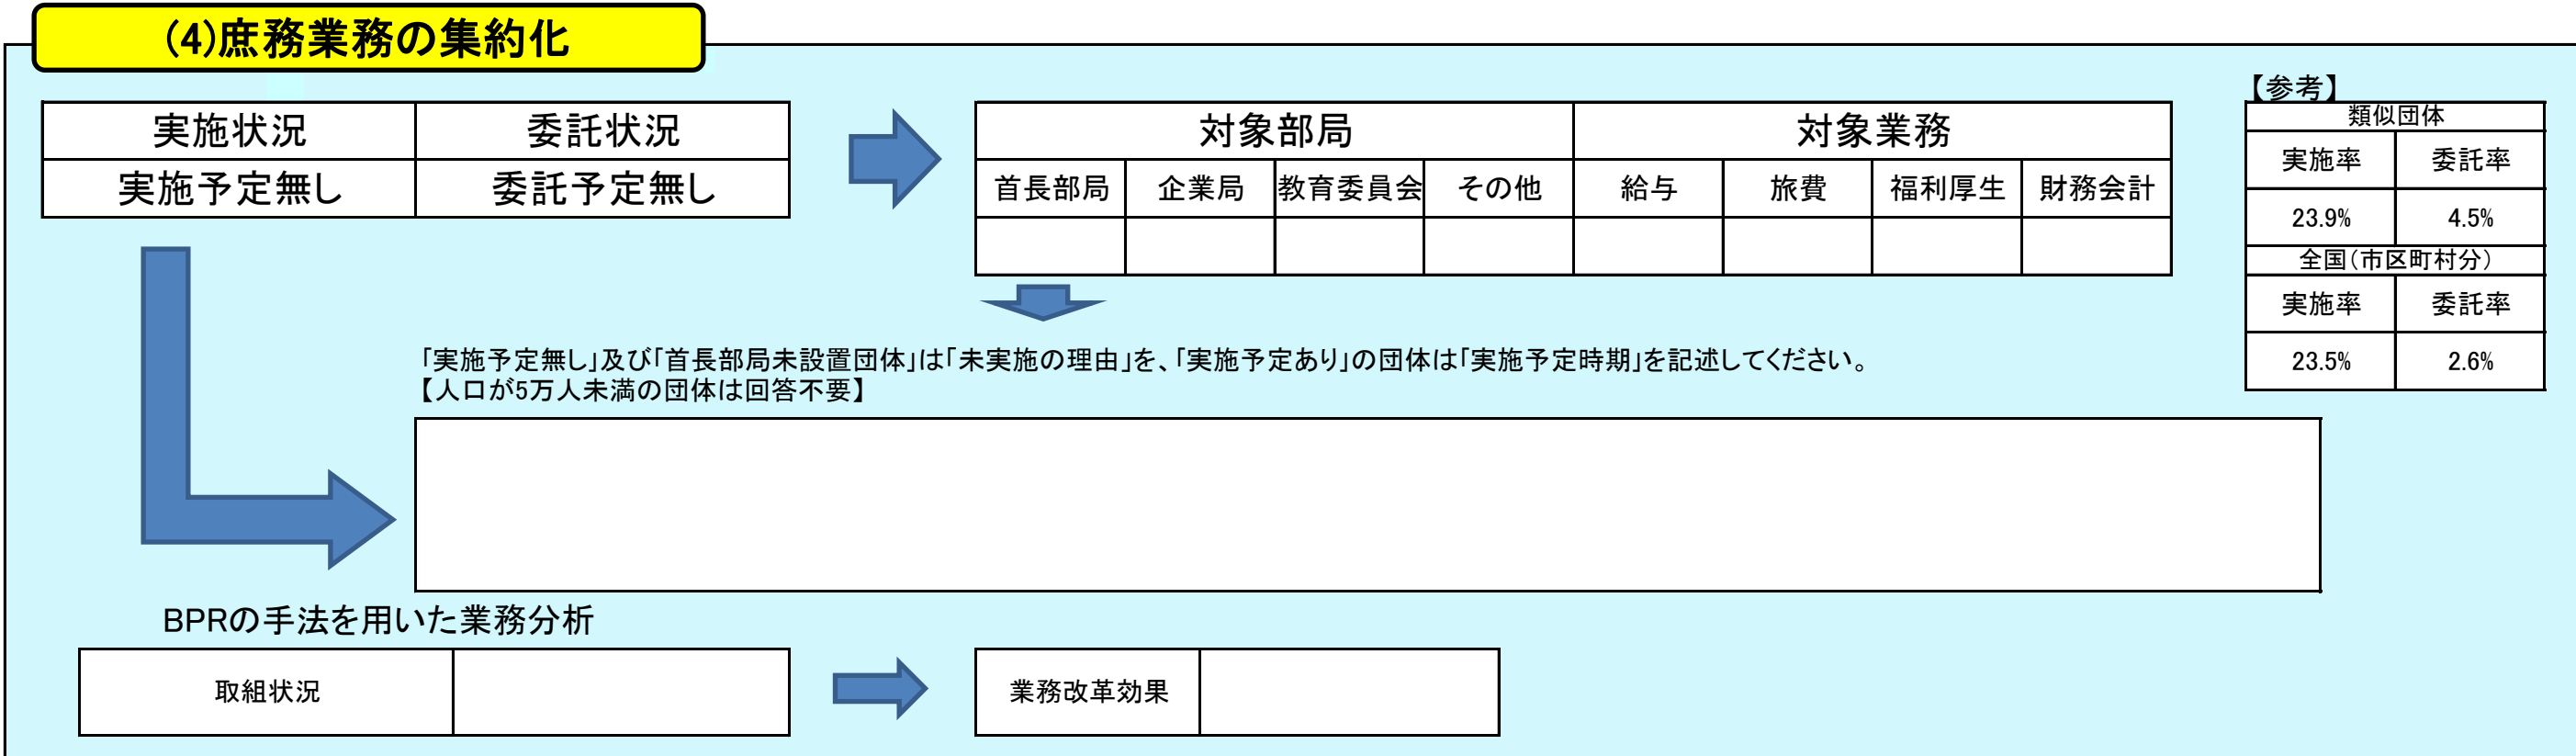 (4)庶務業務の集約化
実施状況 委託状況
実施予定無し 委託予定無し
対象部局 対象業務
首長部局 企業局 教育委員会 その他 給与 旅費 福利厚生 財務会計
【参考】
類似団体
実施率 委託率
23.9% 4.5%
全国(市区町村分)
実施率 委託率
23.5% 2.6%
「実施予定無し」及び「首長部局未設置団体」は「未実施の理由」を、「実施予定あり」の団体は「実施予定時期」を記述してください。
【人口が5万人未満の団体は回答不要】
BPRの手法を用いた業務分析
取組状況
業務改革効果